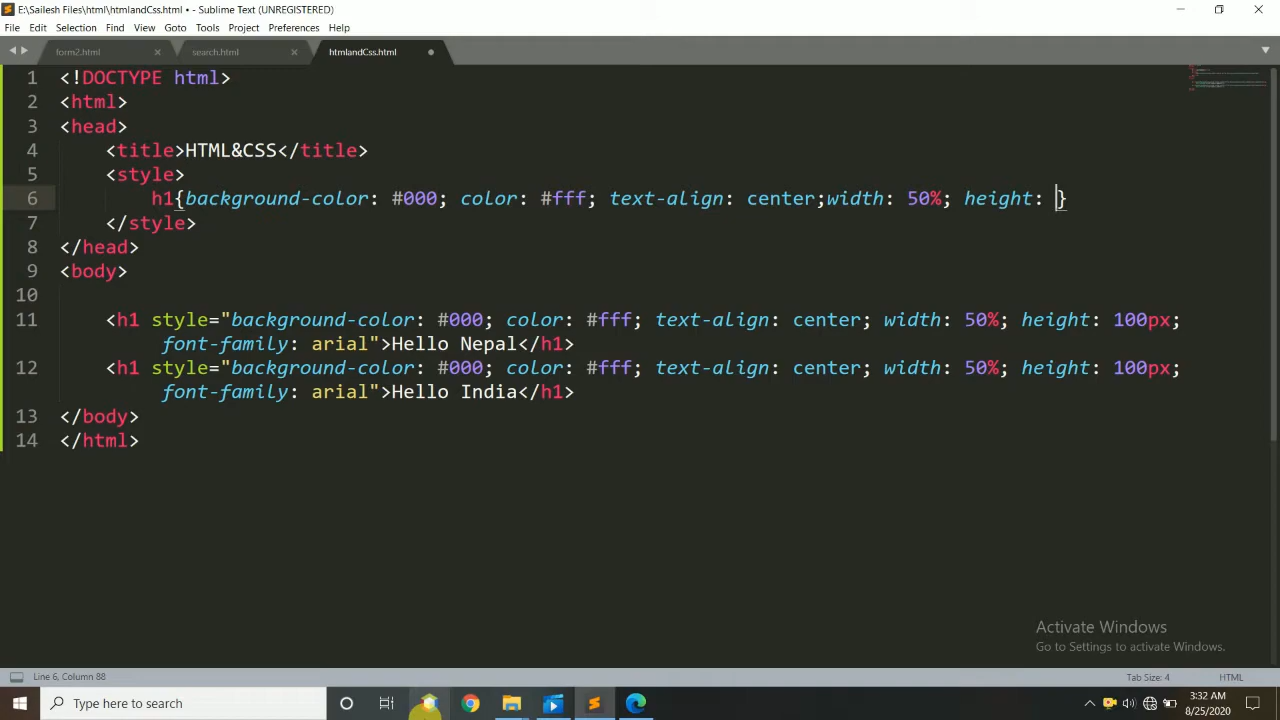 E:\Sailesh Files\html\htmlandCss.html • - Sublime Text (UNREGISTERED)
File Edit Selection Find View Goto Tools Project Preferences Help
form2.html search.html htmlandCss.html
1 <!DOCTYPE html>
2 <html>
3 <head>
4 <title>HTML&CSS</title>
5 <style>
6 h1{background-color: #000; color: #fff; text-align: center;width: 50%; height: }
7 </style>
8 </head>
9 <body>
10
11 <h1 style="background-color: #000; color: #fff; text-align: center; width: 50%; height: 100px;
font-family: arial">Hello Nepal</h1>
12 <h1 style="background-color: #000; color: #fff; text-align: center; width: 50%; height: 100px;
font-family: arial">Hello India</h1>
13 </body>
14 </html>
Activate Windows
Go to Settings to activate Windows.
Line 6, Column 88 Tab Size: 4 HTML
Type here to search 3:32 AM
8/25/2020